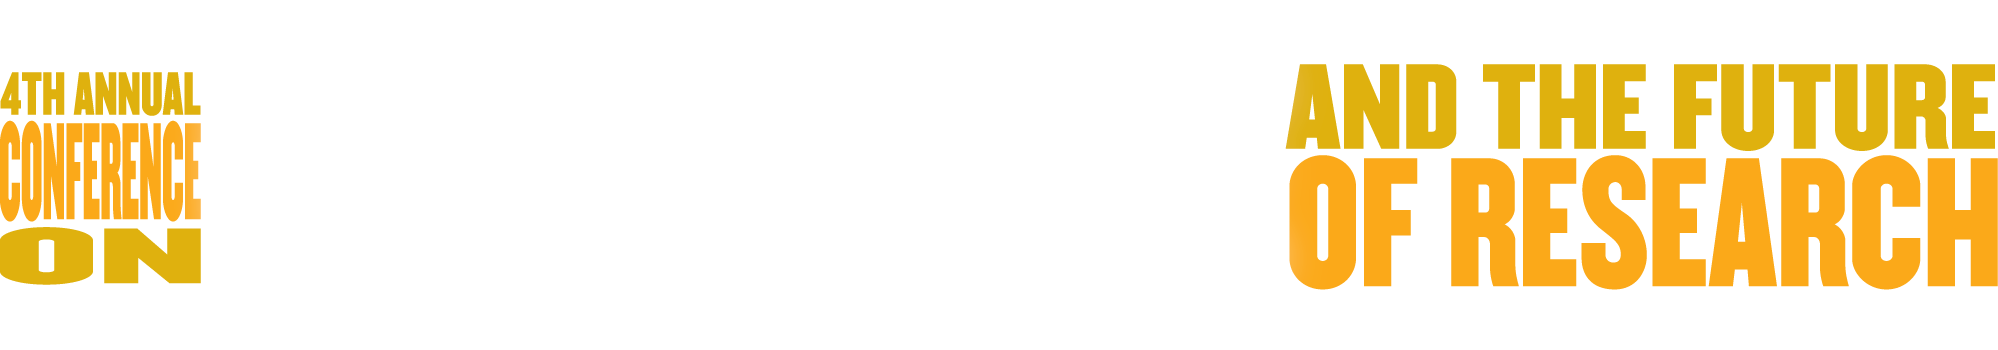 4TH ANNUAL
CONFERENCE
ON
AND THE FUTURE
OF RESEARCH